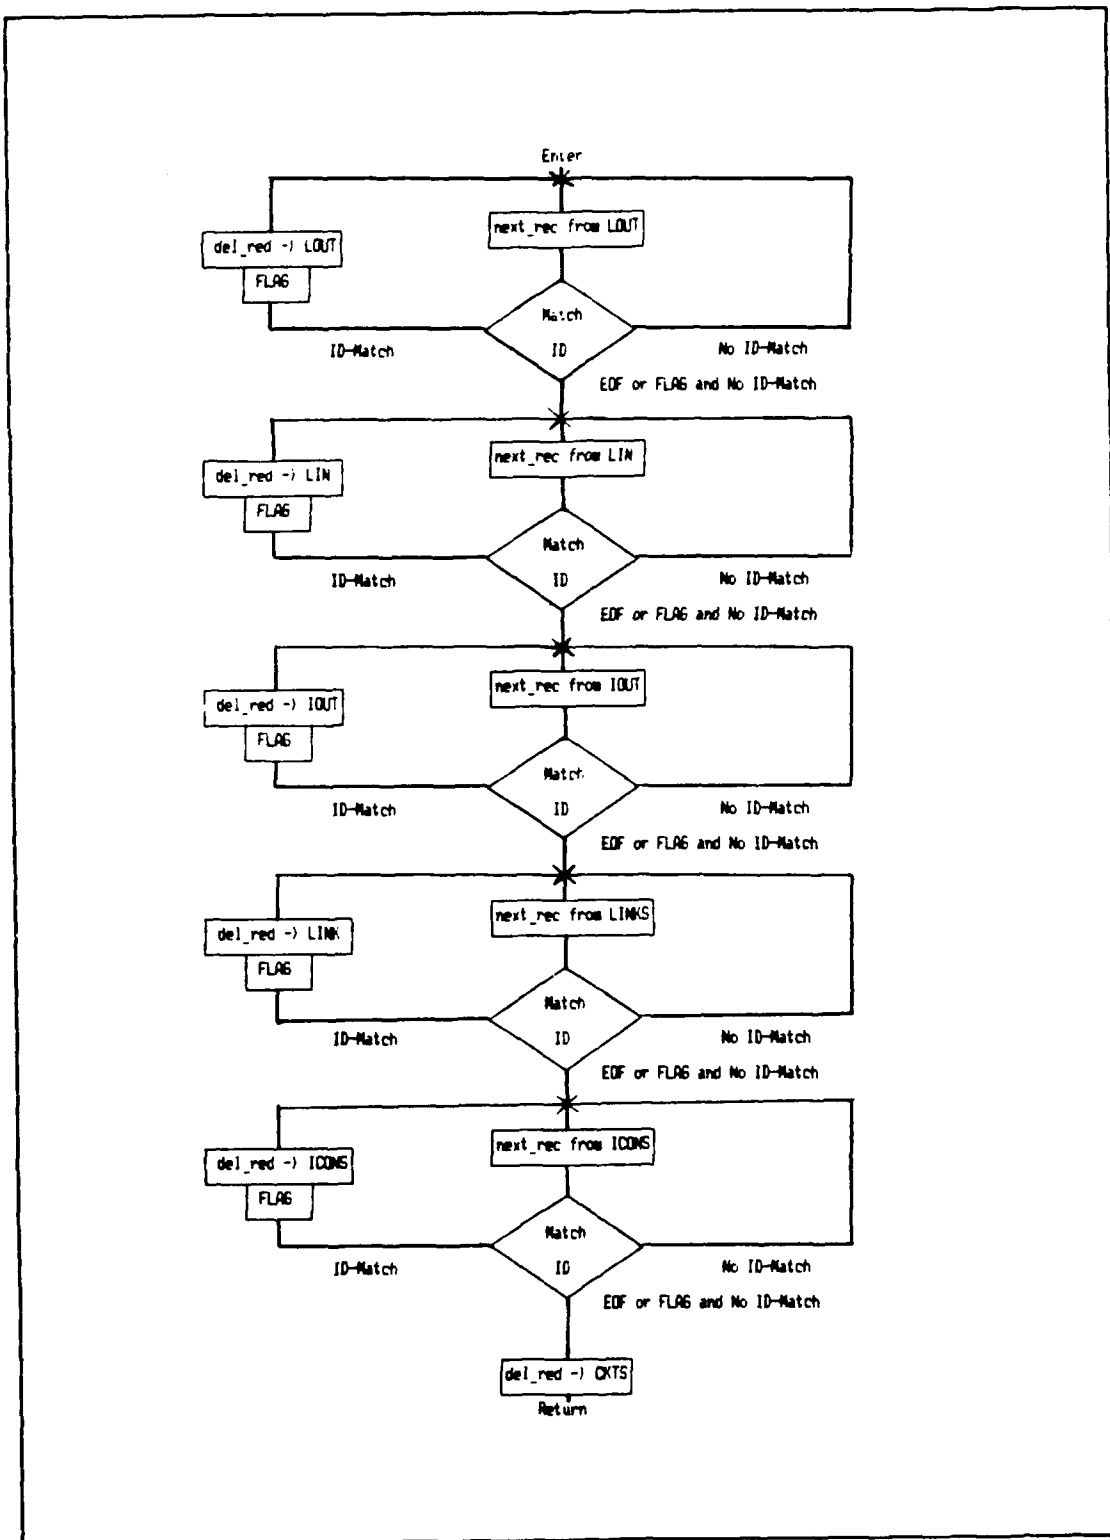 Enter
next_rec from LOUT
del_red -> LOUT
FLAG
Match
ID
ID-Match
No ID-Match
EOF or FLAG and No ID-Match
next_rec from LIN
del_red -> LIN
FLAG
Match
ID
ID-Match
No ID-Match
EOF or FLAG and No ID-Match
next_rec from IOUT
del_red -> IOUT
FLAG
Match
ID
ID-Match
No ID-Match
EOF or FLAG and No ID-Match
next_rec from LINKS
del_red -> LINK
FLAG
Match
ID
ID-Match
No ID-Match
EOF or FLAG and No ID-Match
next_rec from ICONS
del_red -> ICONS
FLAG
Match
ID
ID-Match
No ID-Match
EOF or FLAG and No ID-Match
del_red -> CKTS
Return